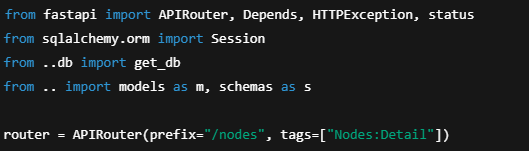 from fastapi import APIRouter, Depends, HTTPException, status
from sqlalchemy.orm import Session
from ..db import get_db
from .. import models as m, schemas as s
router = APIRouter(prefix="/nodes", tags=["Nodes:Detail"])